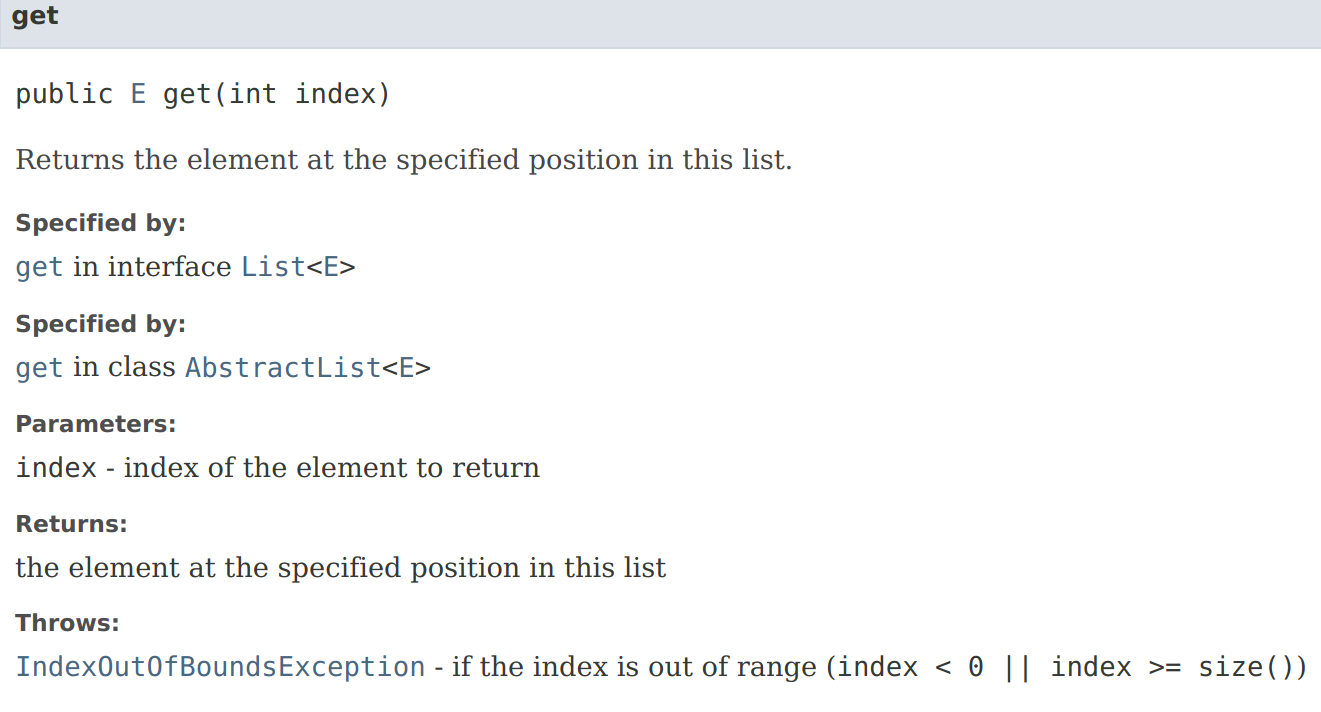 get
public E get(int index)
Returns the element at the specified position in this list.
Specified by:
get in interface List<E>
Specified by:
get in class AbstractList<E>
Parameters:
index - index of the element to return
Returns:
the element at the specified position in this list
Throws:
IndexOutOfBoundsException - if the index is out of range (index < 0 || index >= size())